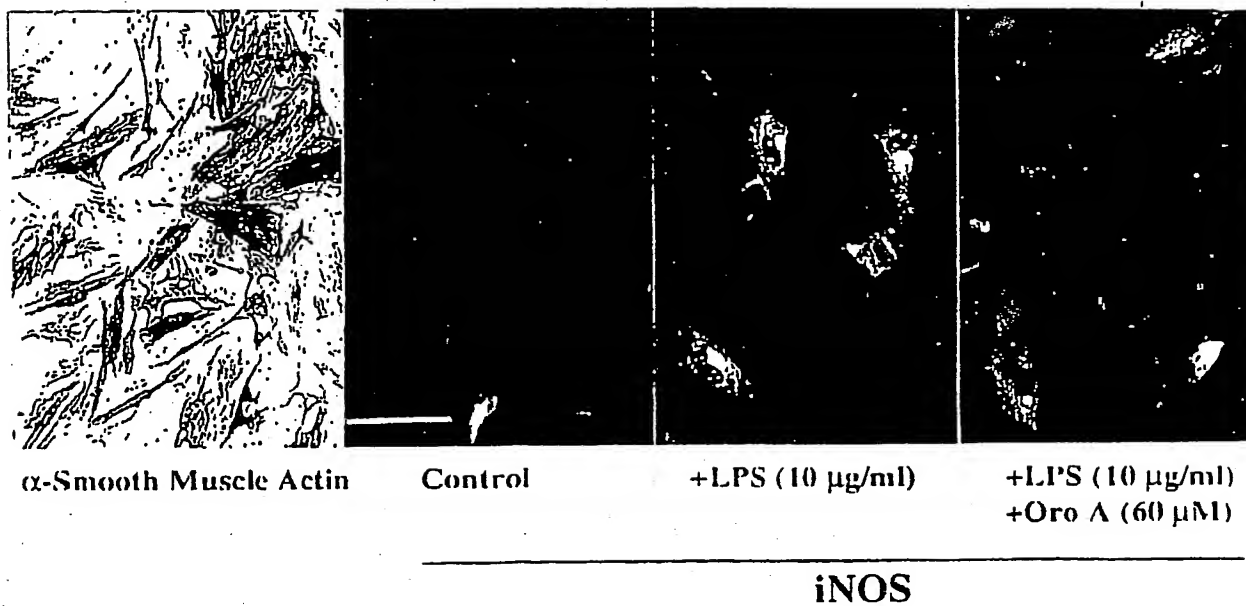 α-Smooth Muscle Actin
Control
+LPS (10 μg/ml)
+LPS (10 μg/ml)
+Oro A (60 μM)
iNOS